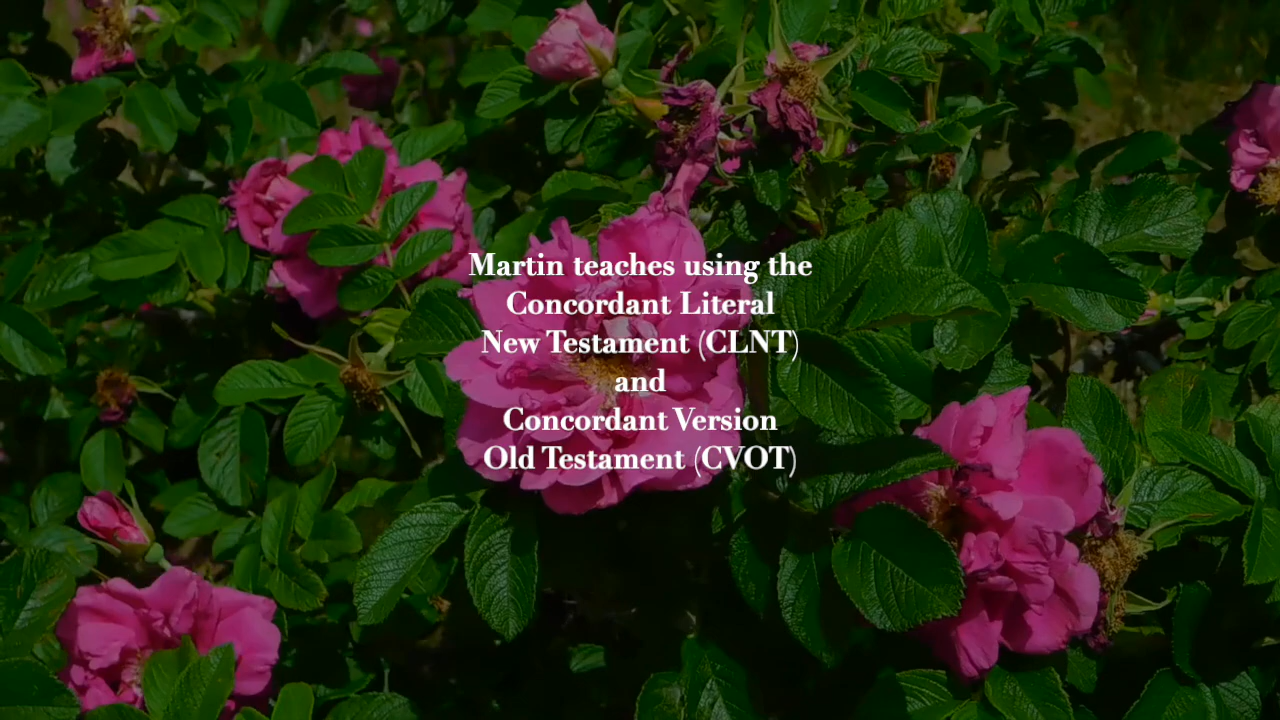 Martin teaches using the
Concordant Literal
New Testament (CLNT)
and
Concordant Version
Old Testament (CVOT)